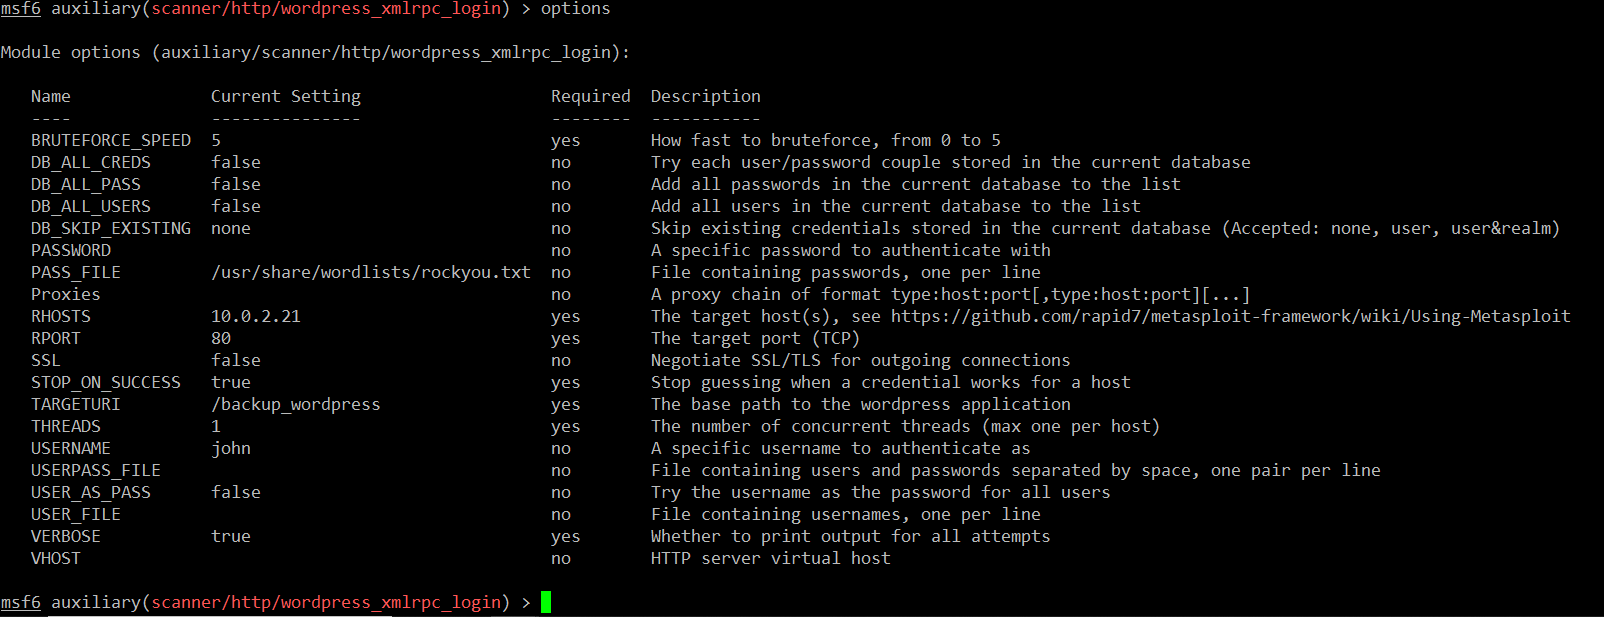 msf6 auxiliary(scanner/http/wordpress_xmlrpc_login) > options
Module options (auxiliary/scanner/http/wordpress_xmlrpc_login):
Name Current Setting Required Description
---- --------------- -------- -----------
BRUTEFORCE_SPEED 5 yes How fast to bruteforce, from 0 to 5
DB_ALL_CREDS false no Try each user/password couple stored in the current database
DB_ALL_PASS false no Add all passwords in the current database to the list
DB_ALL_USERS false no Add all users in the current database to the list
DB_SKIP_EXISTING none no Skip existing credentials stored in the current database (Accepted: none, user, user&realm)
PASSWORD no A specific password to authenticate with
PASS_FILE /usr/share/wordlists/rockyou.txt no File containing passwords, one per line
Proxies no A proxy chain of format type:host:port[,type:host:port][...]
RHOSTS 10.0.2.21 yes The target host(s), see https://github.com/rapid7/metasploit-framework/wiki/Using-Metasploit
RPORT 80 yes The target port (TCP)
SSL false no Negotiate SSL/TLS for outgoing connections
STOP_ON_SUCCESS true yes Stop guessing when a credential works for a host
TARGETURI /backup_wordpress yes The base path to the wordpress application
THREADS 1 yes The number of concurrent threads (max one per host)
USERNAME john no A specific username to authenticate as
USERPASS_FILE no File containing users and passwords separated by space, one pair per line
USER_AS_PASS false no Try the username as the password for all users
USER_FILE no File containing usernames, one per line
VERBOSE true yes Whether to print output for all attempts
VHOST no HTTP server virtual host
msf6 auxiliary(scanner/http/wordpress_xmlrpc_login) >